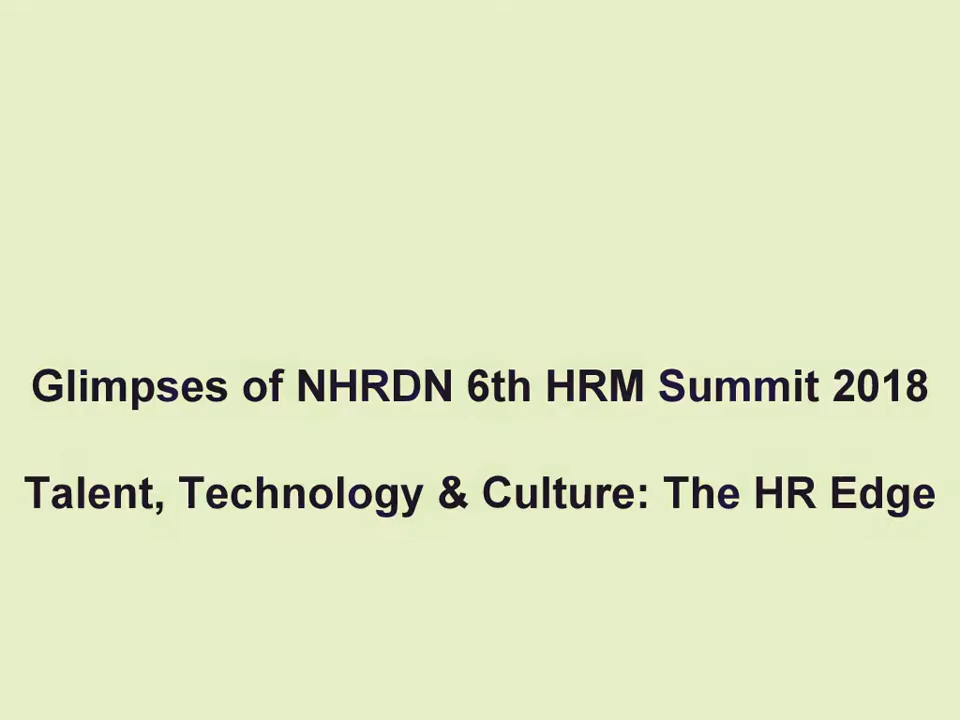 Glimpses of NHRDN 6th HRM Summit 2018
Talent, Technology & Culture: The HR Edge